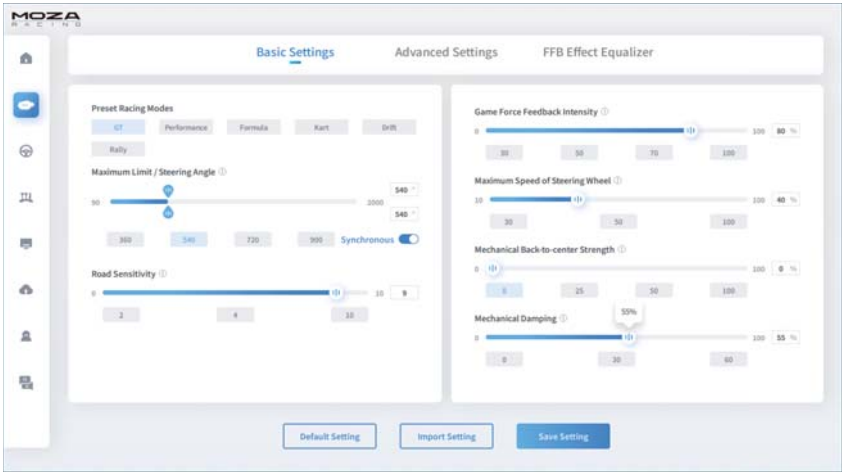 MOZA
RACING
Basic Settings Advanced Settings FFB Effect Equalizer
Preset Racing Modes
GT Performance Formula Kart Drift
Rally
Maximum Limit / Steering Angle
90 2000 540 °
540 °
360 540 720 900 Synchronous
Road Sensitivity
0 10 9
2 4 10
Game Force Feedback Intensity
0 100 80 %
30 50 70 100
Maximum Speed of Steering Wheel
10 100 40 %
30 50 100
Mechanical Back-to-center Strength
0 100 0 %
0 25 50 100
55%
Mechanical Damping
0 100 55 %
0 30 60
Default Setting Import Setting Save Setting